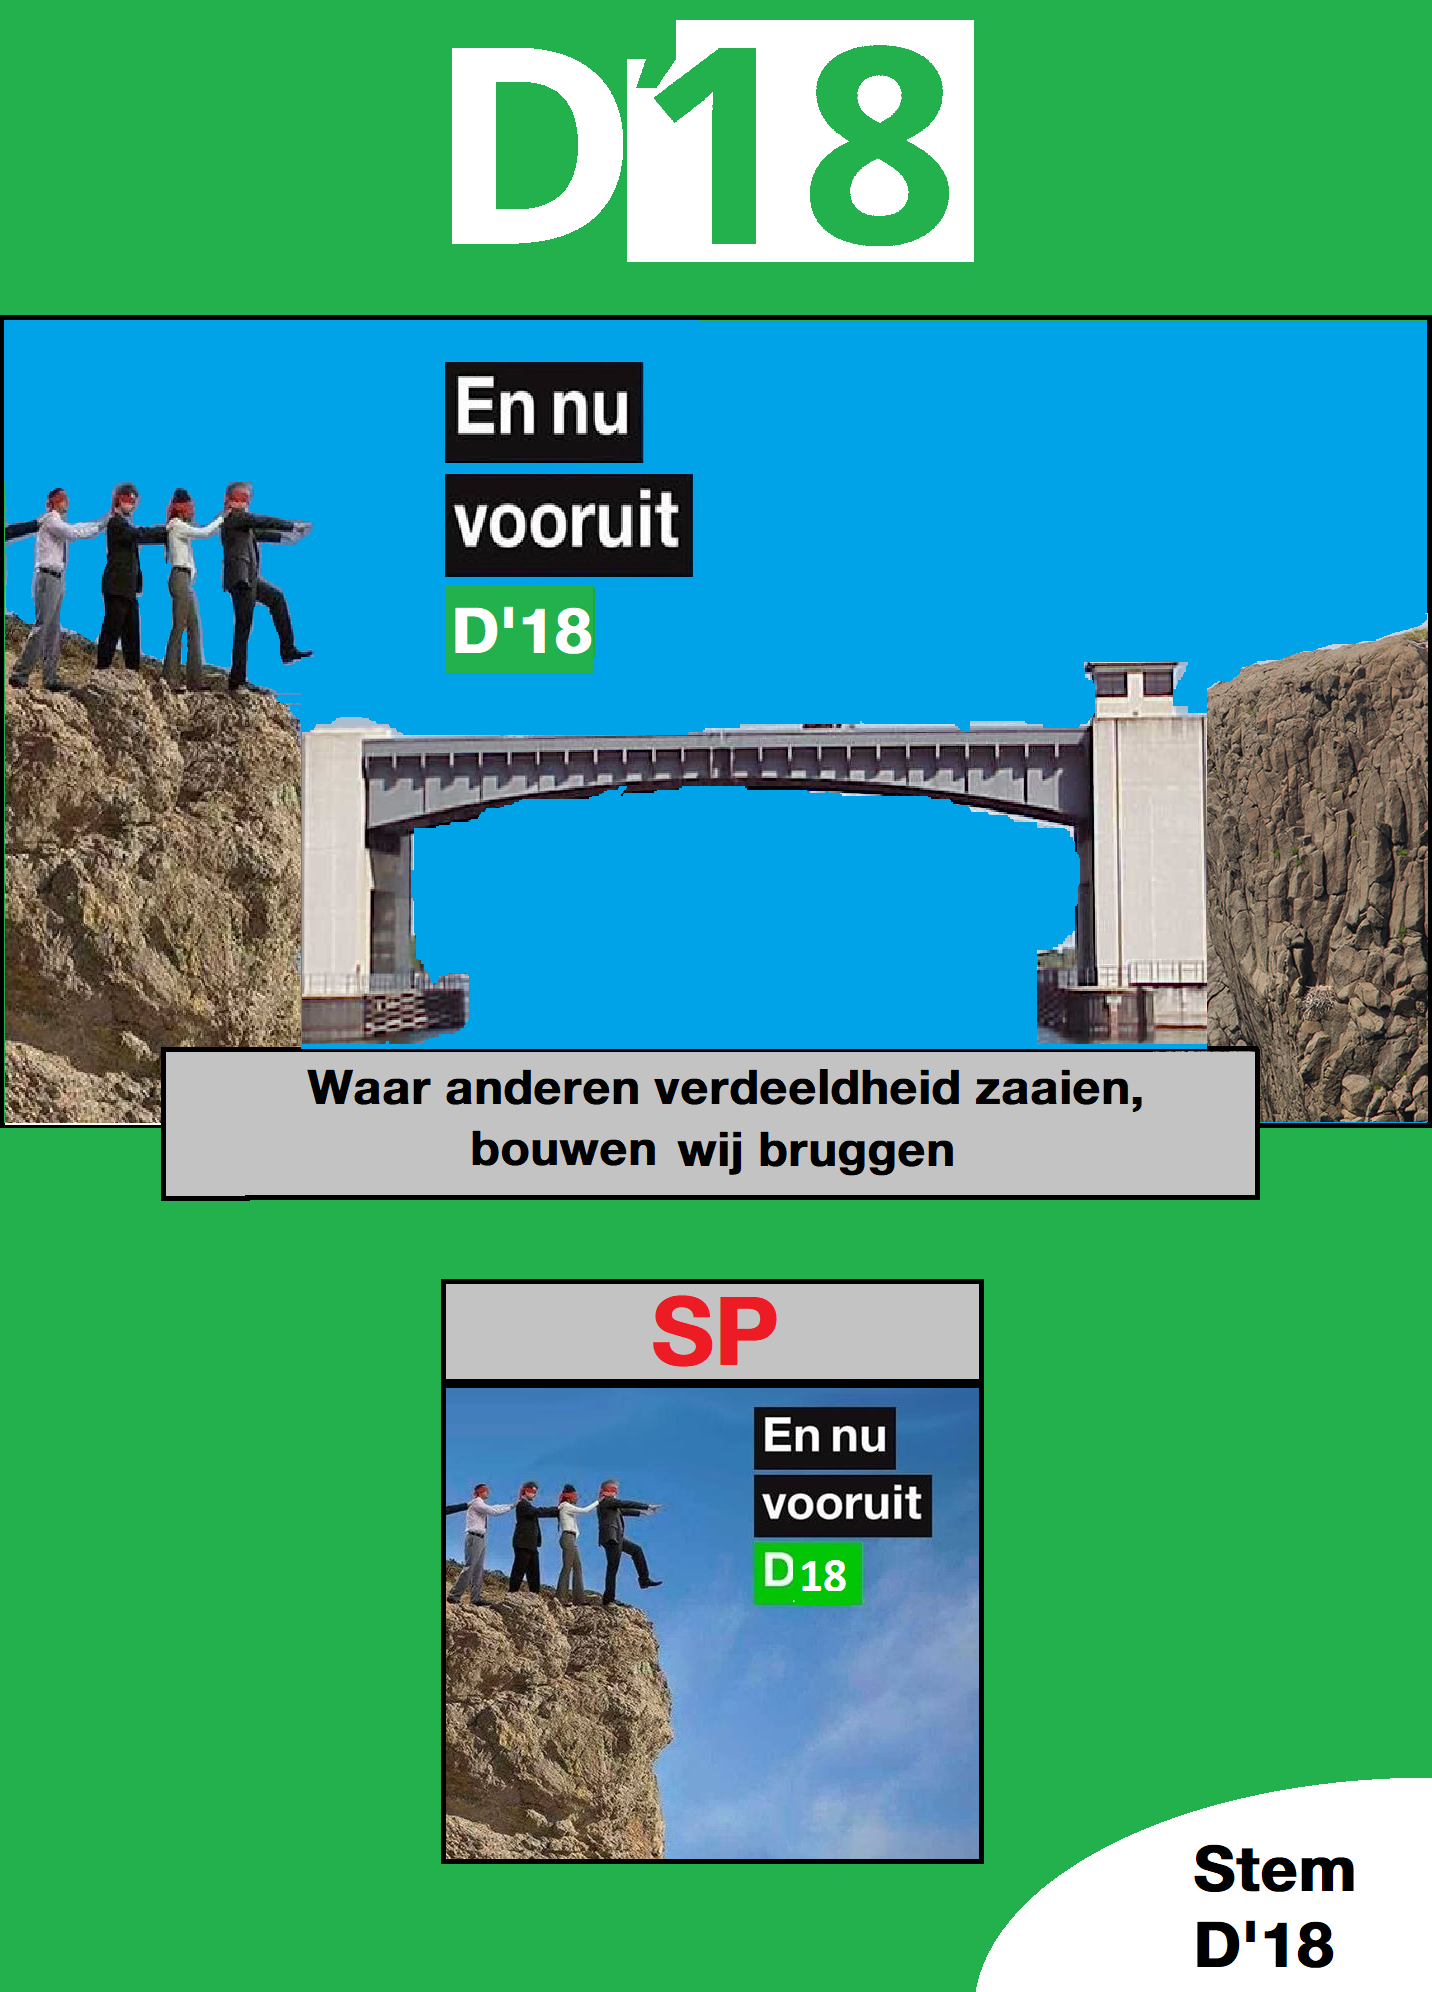 D'18
En nu
vooruit
D'18
Waar anderen verdeeldheid zaaien,
bouwen wij bruggen
SP
En nu
vooruit
D18
Stem
D'18